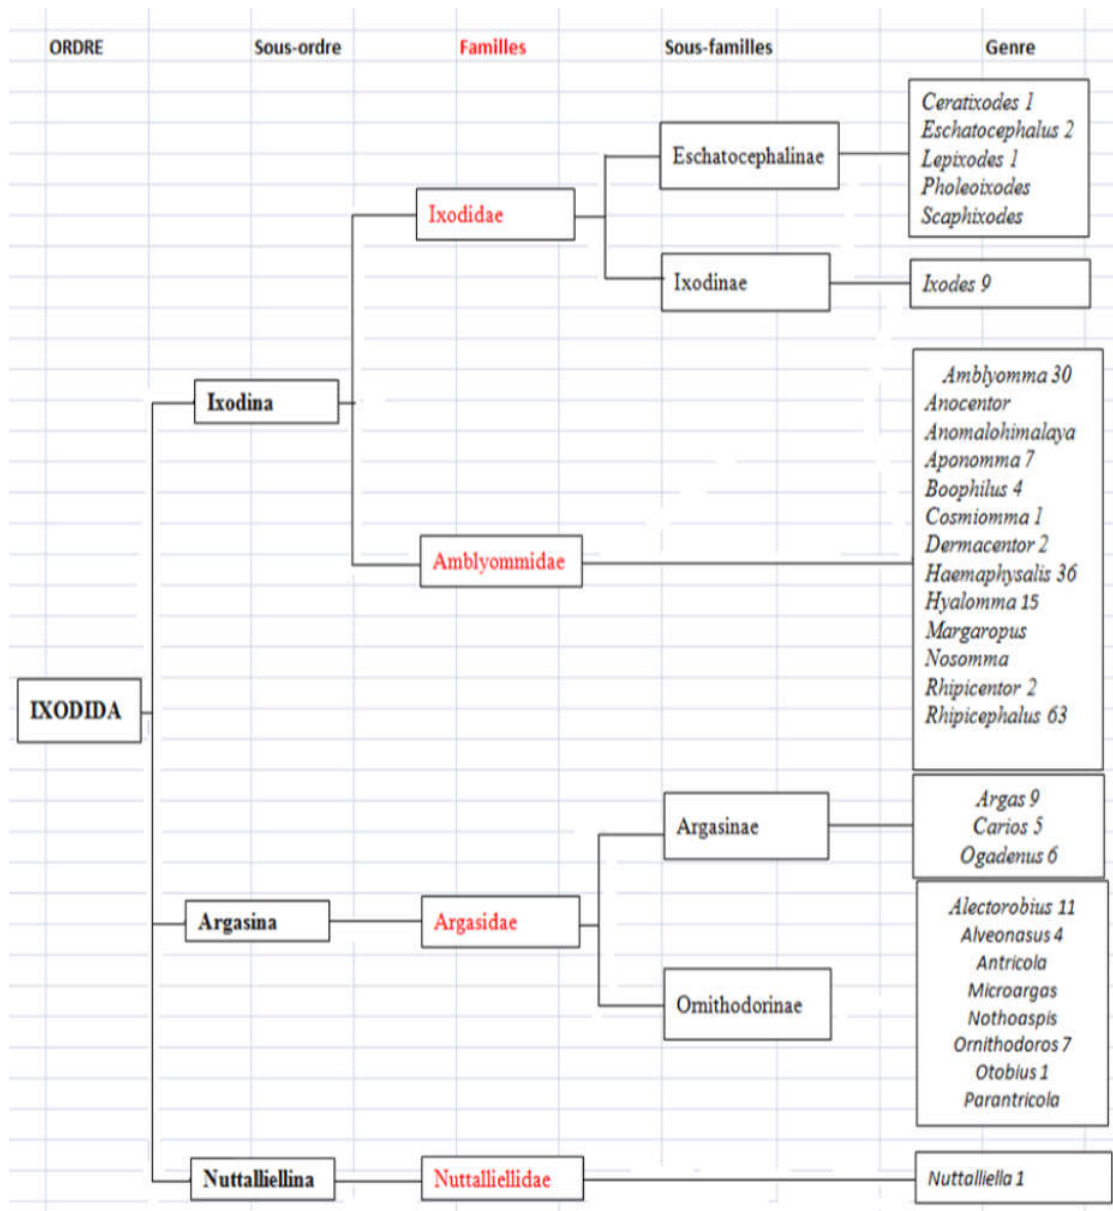 ORDRE Sous-ordre Familles Sous-familles Genre
Ceratixodes 1
Eschatocephalus 2
Lepixodes 1
Pholeoixodes
Scaphixodes
Eschatocephalinae
Ixodidae
Ixodinae
Ixodes 9
Ixodina
Amblyomma 30
Anocentor
Anomalohimalaya
Aponomma 7
Boophilus 4
Cosmiomma 1
Dermacentor 2
Haemaphysalis 36
Hyalomma 15
Margaropus
Nosomma
Rhipicentor 2
Rhipicephalus 63
Amblyommidae
IXODIDA
Argasinae
Argas 9
Carios 5
Ogadenus 6
Argasina
Argasidae
Ornithodorinae
Alectorobius 11
Alveonasus 4
Antricola
Microargas
Nothoaspis
Ornithodoros 7
Otobius 1
Parantricola
Nuttalliellina
Nuttalliellidae
Nuttalliella 1